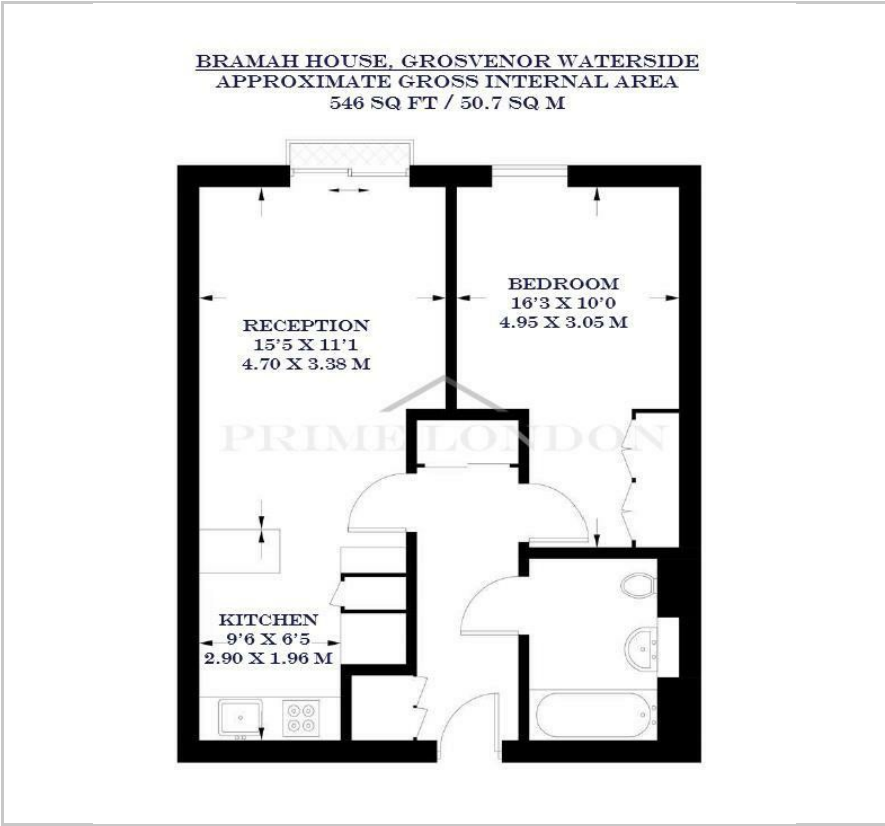 BRAMAH HOUSE, GROSVENOR WATERSIDE
APPROXIMATE GROSS INTERNAL AREA
546 SQ FT / 50.7 SQ M
BEDROOM
16'3 X 10'0
4.95 X 3.05 M
RECEPTION
15'5 X 11'1
4.70 X 3.38 M
PRIME LONDON
KITCHEN
9'6 X 6'5
2.90 X 1.96 M